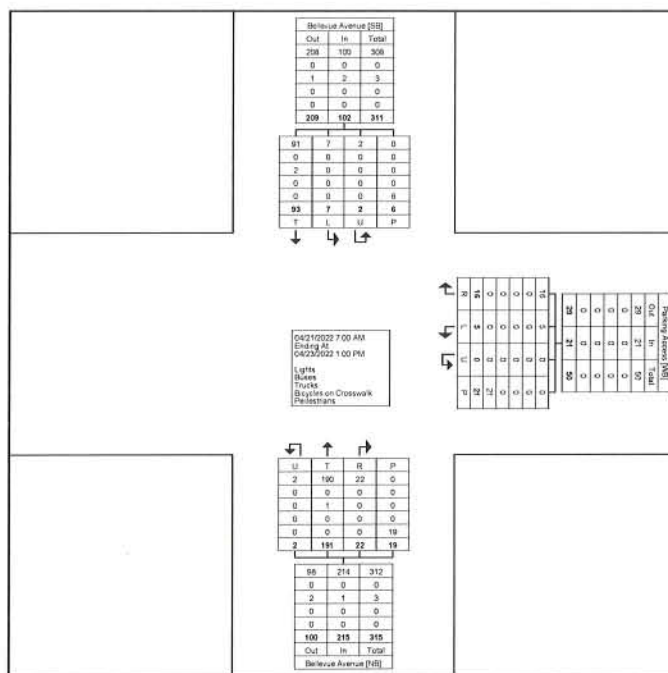 Bellevue Avenue [SB]
Out In Total
208 100 308
0 0 0
1 2 3
0 0 0
0 0 0
209 102 311
91 7 2 0
0 0 0 0
2 0 0 0
0 0 0 0
0 0 0 6
93 7 2 6
T L U P
Parking Access [WB]
Out In Total
29 21 50
0 0 0
0 0 0
0 0 0
0 0 0
29 21 50
16 5 0 0
0 0 0 0
0 0 0 0
0 0 0 0
0 0 0 21
16 5 0 21
R L U P
04/21/2022 7:00 AM
Ending At
04/23/2022 1:00 PM
Lights
Buses
Trucks
Bicycles on Crosswalk
Pedestrians
U T R P
2 190 22 0
0 0 0 0
0 1 0 0
0 0 0 0
0 0 0 19
2 191 22 19
98 214 312
0 0 0
2 1 3
0 0 0
0 0 0
100 215 315
Out In Total
Bellevue Avenue [NB]